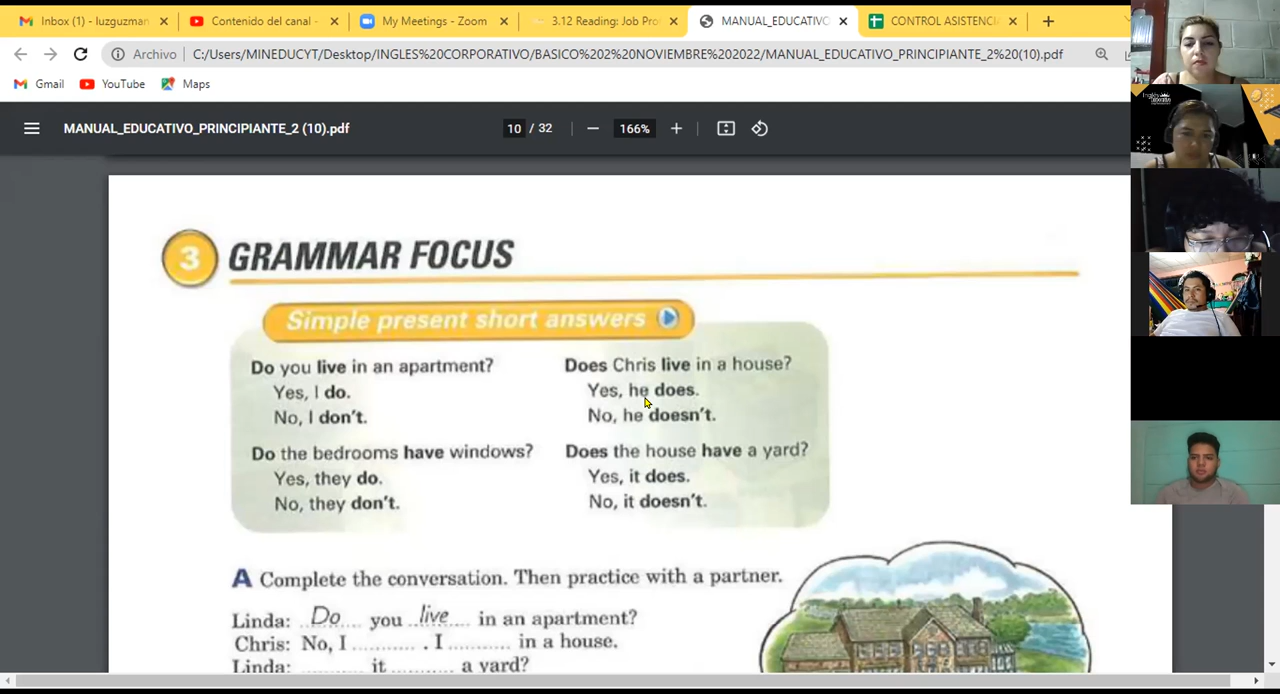 Inbox (1) - luzguzman
Contenido del canal -
My Meetings - Zoom
3.12 Reading: Job Pro
MANUAL_EDUCATIVO
CONTROL ASISTENCI
Archivo
C:/Users/MINEDUCYT/Desktop/INGLES%20CORPORATIVO/BASICO%202%20NOVIEMBRE%202022/MANUAL_EDUCATIVO_PRINCIPIANTE_2%20(10).pdf
Gmail
YouTube
Maps
MANUAL_EDUCATIVO_PRINCIPIANTE_2 (10).pdf
10 / 32
166%
3 GRAMMAR FOCUS
Simple present short answers
Do you live in an apartment?
Yes, I do.
No, I don't.
Do the bedrooms have windows?
Yes, they do.
No, they don't.
Does Chris live in a house?
Yes, he does.
No, he doesn't.
Does the house have a yard?
Yes, it does.
No, it doesn't.
A Complete the conversation. Then practice with a partner.
Linda: Do you live in an apartment?
Chris: No, I .......... . I .......... in a house.
Linda: .......... it .......... a yard?